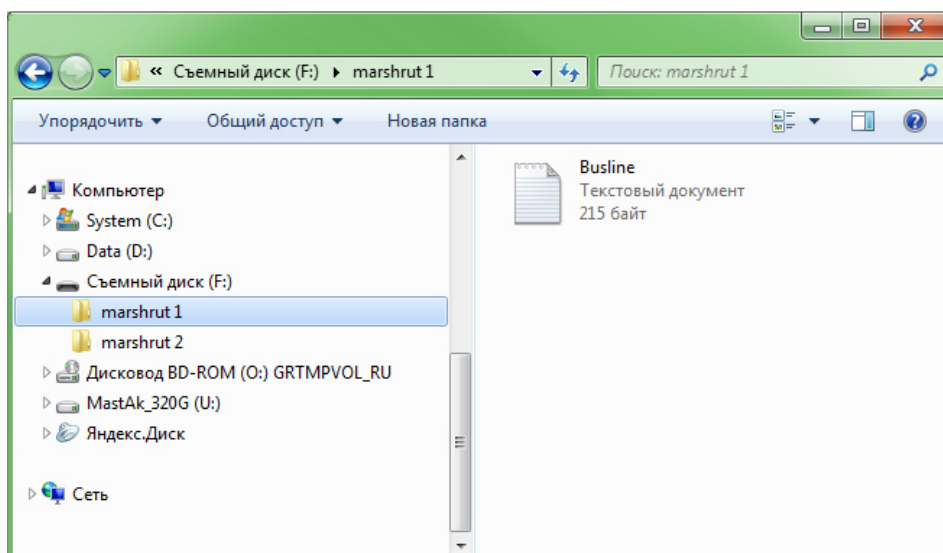 « Съемный диск (F:) marshrut 1
Поиск: marshrut 1
Упорядочить Общий доступ Новая папка
Компьютер
System (C:)
Data (D:)
Съемный диск (F:)
marshrut 1
marshrut 2
Дисковод BD-ROM (O:) GRTMPVOL_RU
MastAk_320G (U:)
Яндекс.Диск
Сеть
Busline
Текстовый документ
215 байт